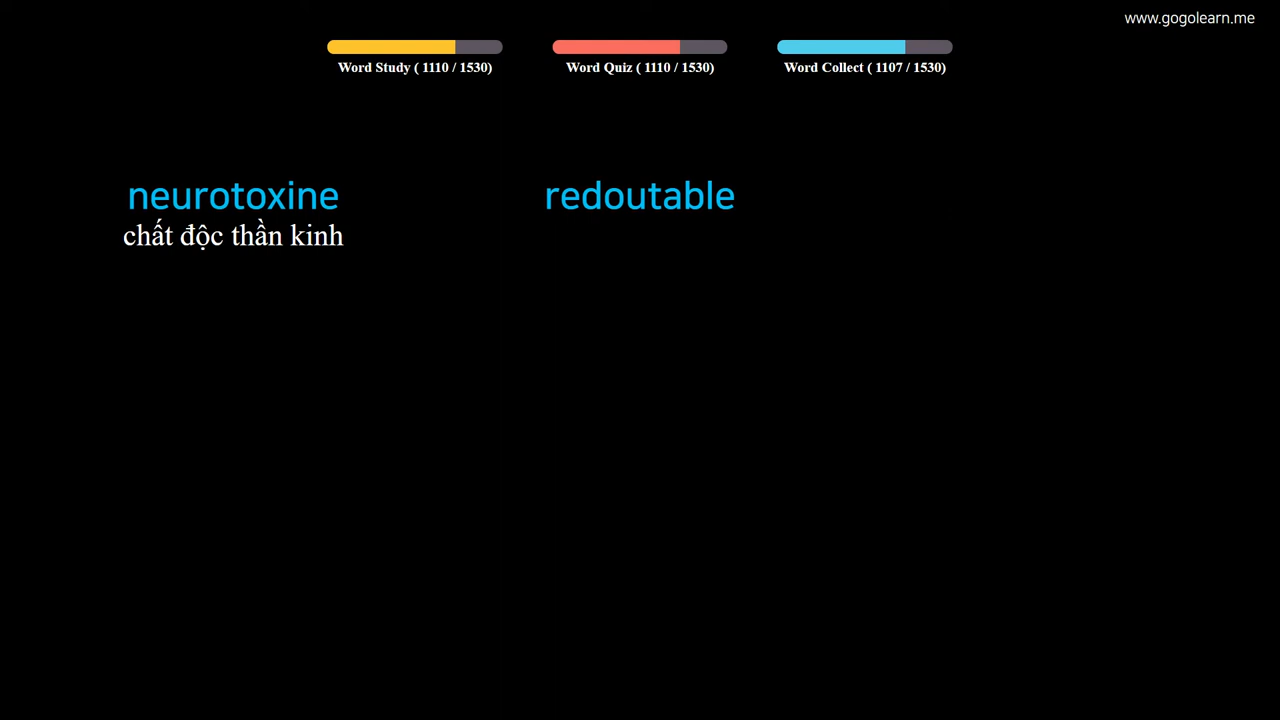 www.gogolearn.me
Word Study ( 1110 / 1530)
Word Quiz ( 1110 / 1530)
Word Collect ( 1107 / 1530)
neurotoxine
chất độc thần kinh
redoutable